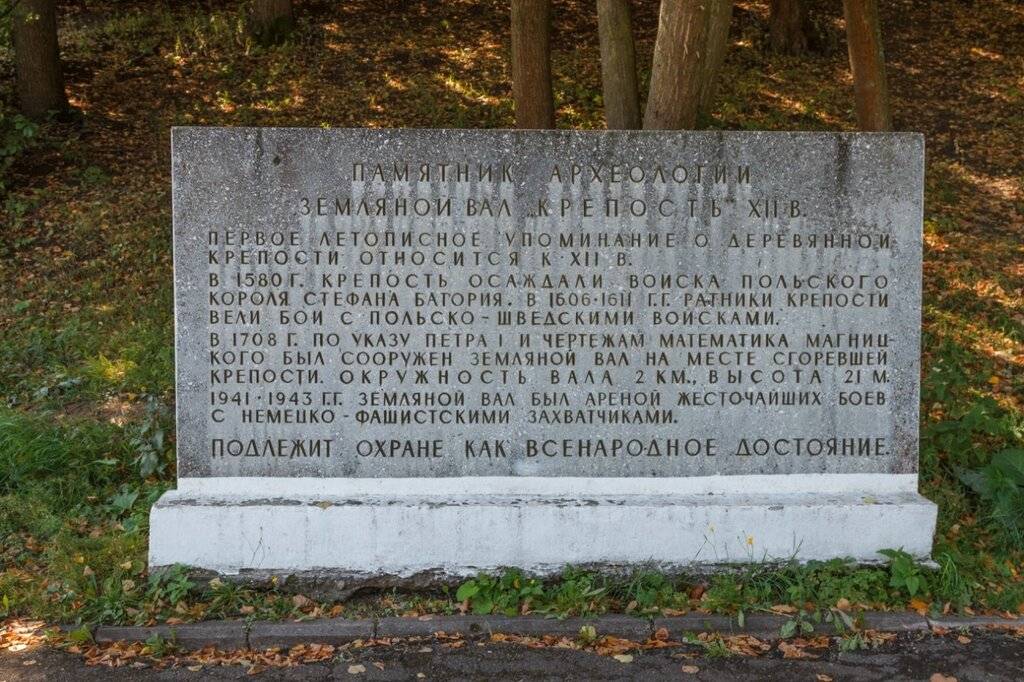 ПАМЯТНИК АРХЕОЛОГИИ
ЗЕМЛЯНОЙ ВАЛ „КРЕПОСТЬ" XII В.
ПЕРВОЕ ЛЕТОПИСНОЕ УПОМИНАНИЕ О ДЕРЕВЯННОЙ
КРЕПОСТИ ОТНОСИТСЯ К XII В.
В 1580 Г. КРЕПОСТЬ ОСАЖДАЛИ ВОЙСКА ПОЛЬСКОГО
КОРОЛЯ СТЕФАНА БАТОРИЯ. В 1606-1611 Г.Г. РАТНИКИ КРЕПОСТИ
ВЕЛИ БОИ С ПОЛЬСКО-ШВЕДСКИМИ ВОЙСКАМИ.
В 1708 Г. ПО УКАЗУ ПЕТРА I И ЧЕРТЕЖАМ МАТЕМАТИКА МАГНИЦ-
КОГО БЫЛ СООРУЖЕН ЗЕМЛЯНОЙ ВАЛ НА МЕСТЕ СГОРЕВШЕЙ
КРЕПОСТИ. ОКРУЖНОСТЬ ВАЛА 2 КМ., ВЫСОТА 21 М.
1941-1943 Г.Г. ЗЕМЛЯНОЙ ВАЛ БЫЛ АРЕНОЙ ЖЕСТОЧАЙШИХ БОЕВ
С НЕМЕЦКО-ФАШИСТСКИМИ ЗАХВАТЧИКАМИ.
ПОДЛЕЖИТ ОХРАНЕ КАК ВСЕНАРОДНОЕ ДОСТОЯНИЕ.